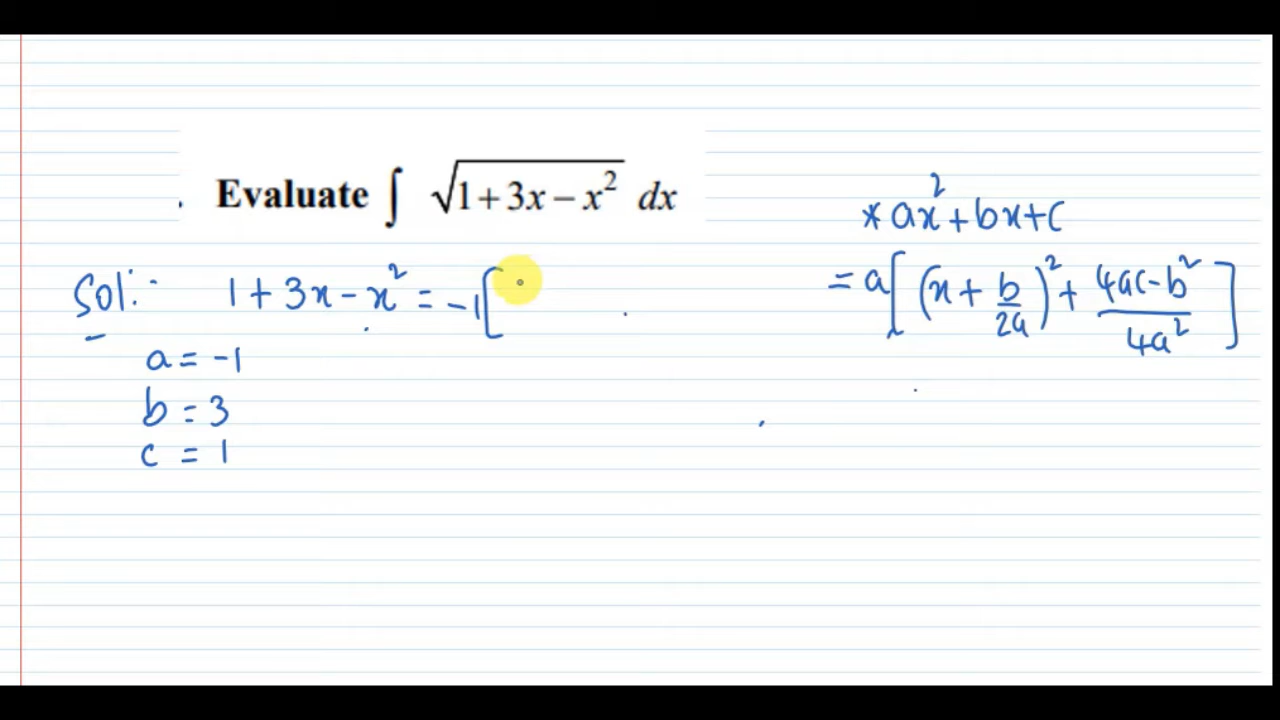 Evaluate ∫ √(1+3x−x²) dx
* ax²+bx+c
Sol:- 1+3x−x² = −1[
= a[(x + b/2a)² + (4ac−b²)/4a²]
a = −1
b = 3
c = 1